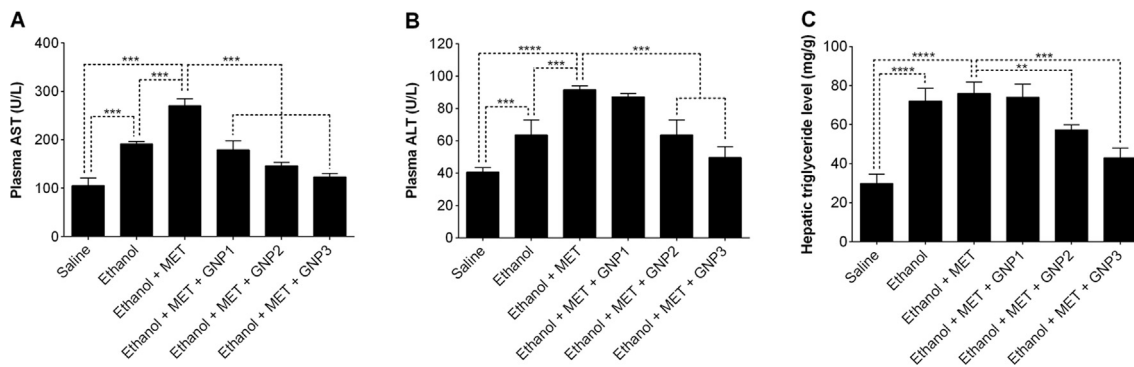 A
Plasma AST (U/L)
400
300
200
100
0
***
***
***
***
Saline
Ethanol
Ethanol + MET
Ethanol + MET + GNP1
Ethanol + MET + GNP2
Ethanol + MET + GNP3
B
Plasma ALT (U/L)
120
100
80
60
40
20
0
****
***
***
***
Saline
Ethanol
Ethanol + MET
Ethanol + MET + GNP1
Ethanol + MET + GNP2
Ethanol + MET + GNP3
C
Hepatic triglyceride level (mg/g)
100
80
60
40
20
0
****
***
**
****
Saline
Ethanol
Ethanol + MET
Ethanol + MET + GNP1
Ethanol + MET + GNP2
Ethanol + MET + GNP3